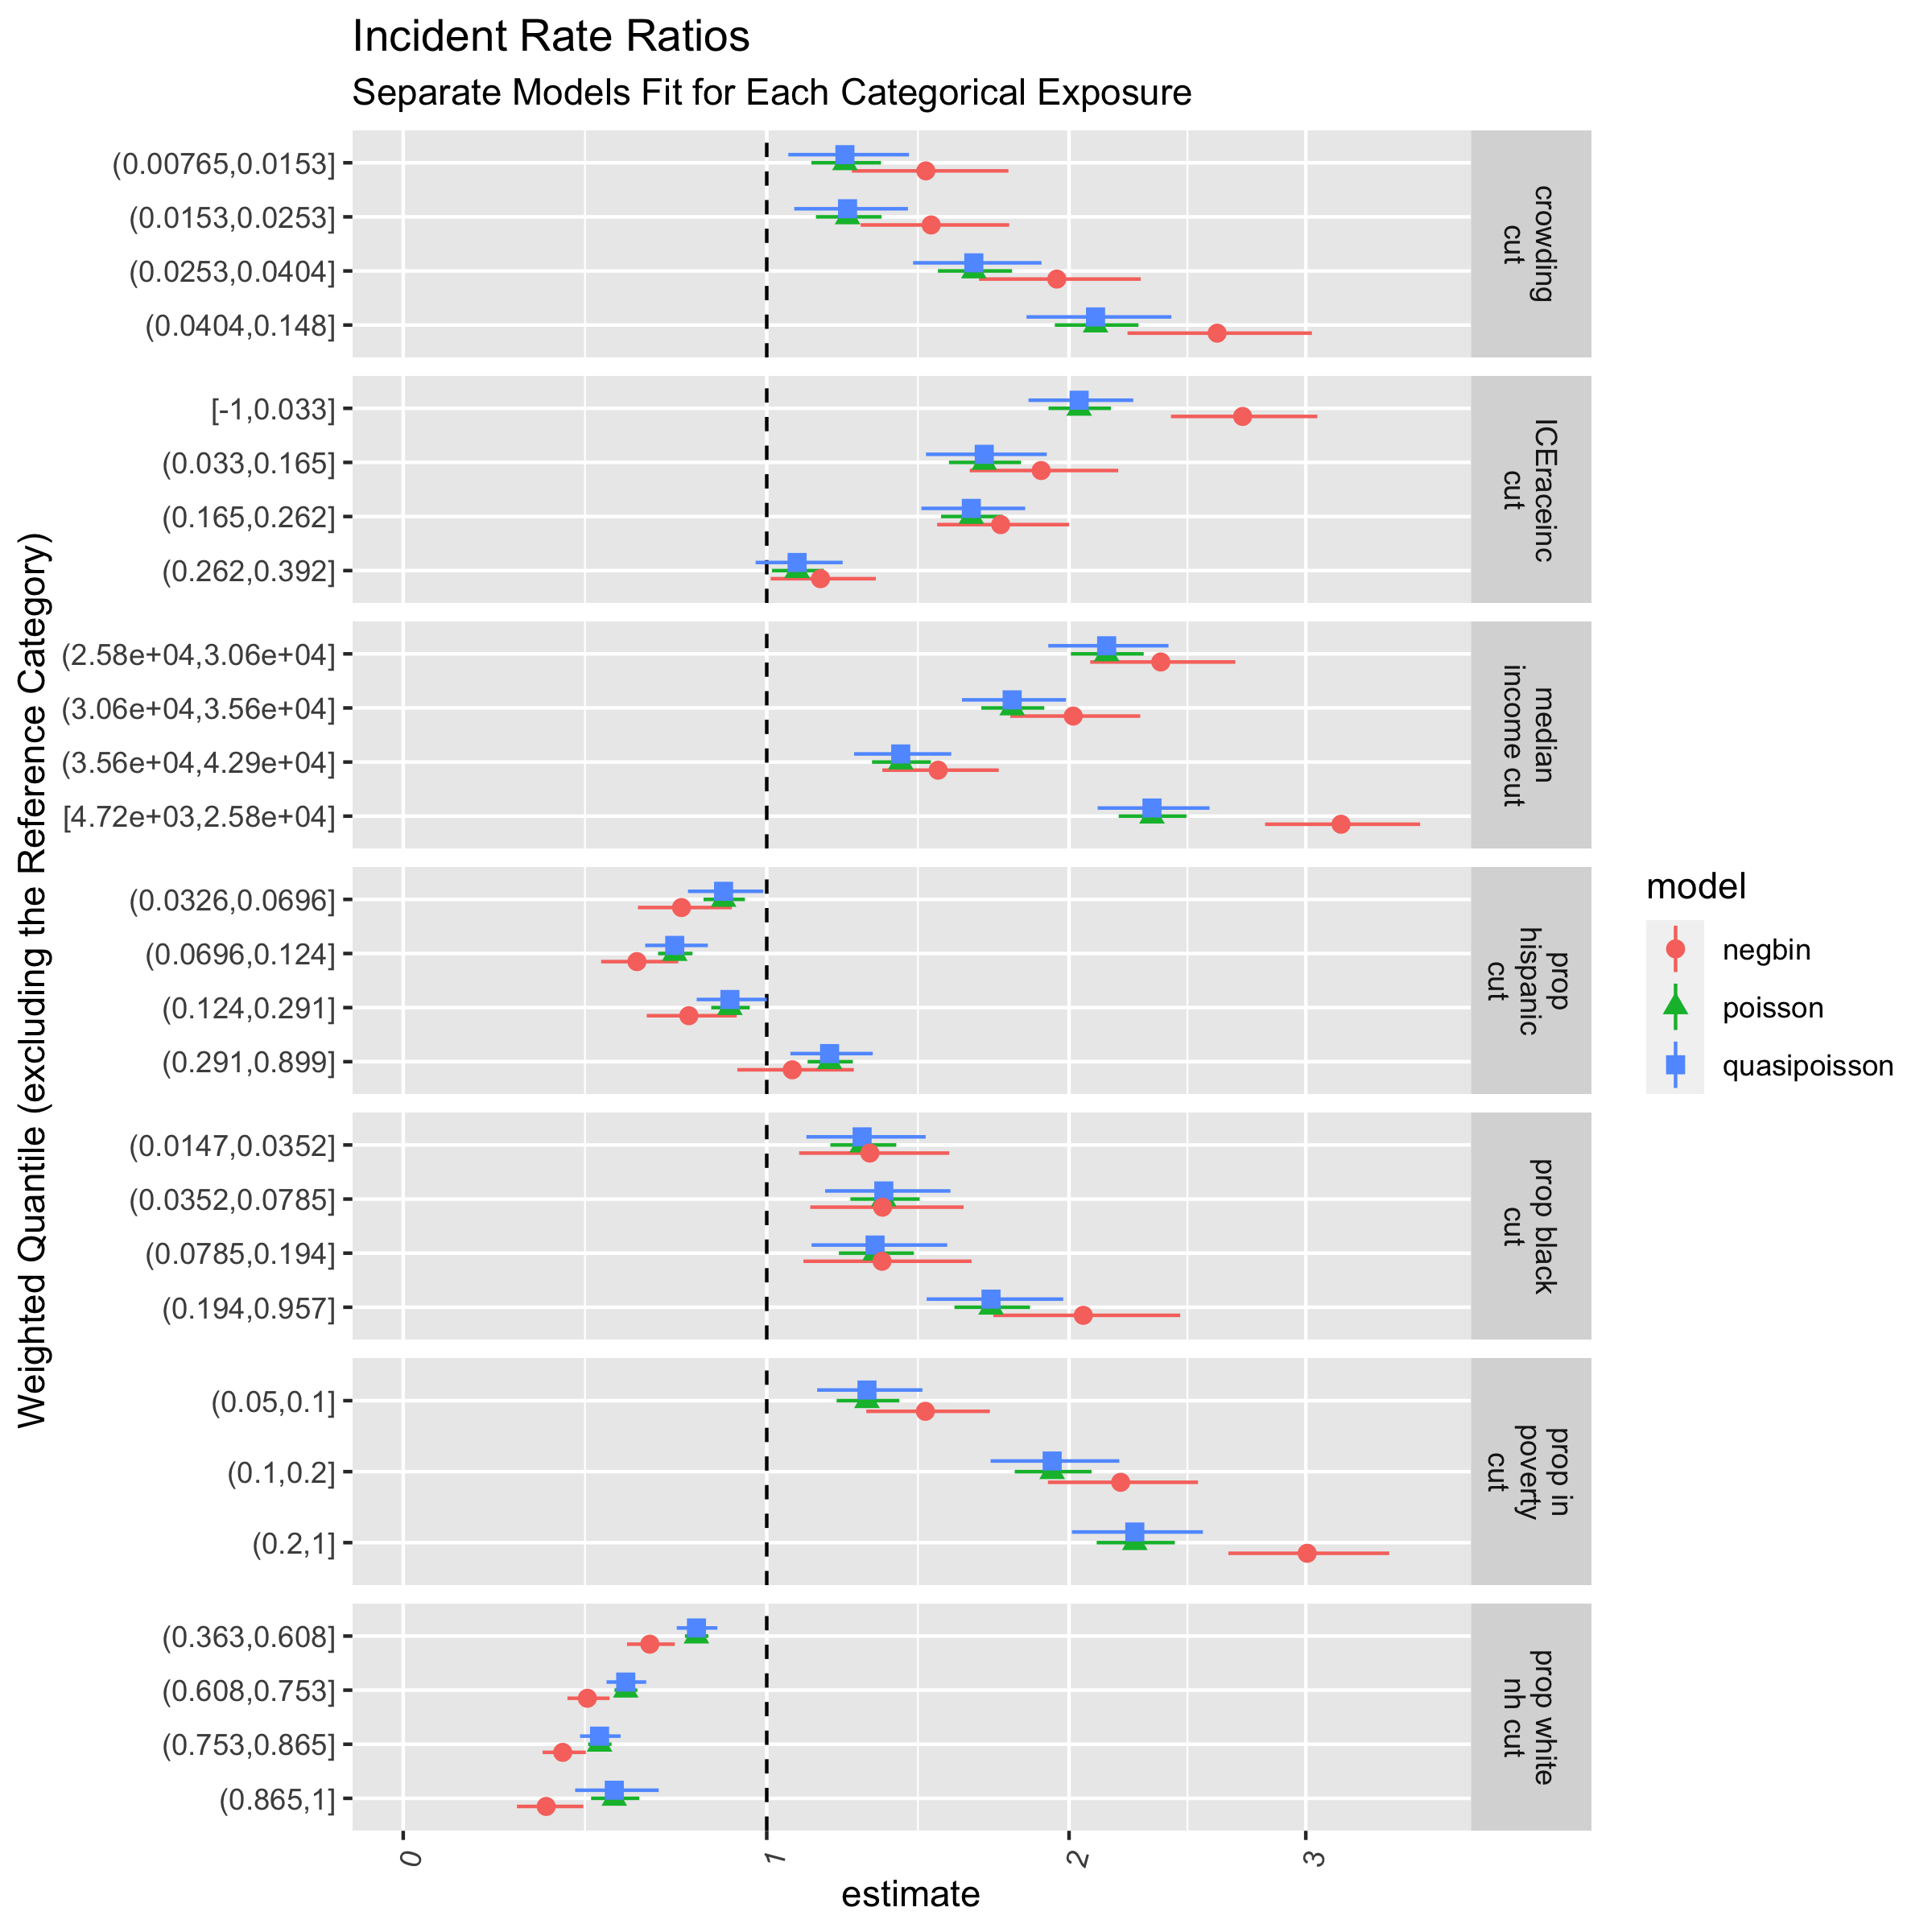 Incident Rate Ratios
Separate Models Fit for Each Categorical Exposure
Weighted Quantile (excluding the Reference Category)
(0.00765,0.0153]
(0.0153,0.0253]
(0.0253,0.0404]
(0.0404,0.148]
crowding
cut
[-1,0.033]
(0.033,0.165]
(0.165,0.262]
(0.262,0.392]
ICEraceinc
cut
(2.58e+04,3.06e+04]
(3.06e+04,3.56e+04]
(3.56e+04,4.29e+04]
[4.72e+03,2.58e+04]
median
income cut
(0.0326,0.0696]
(0.0696,0.124]
(0.124,0.291]
(0.291,0.899]
prop
hispanic
cut
(0.0147,0.0352]
(0.0352,0.0785]
(0.0785,0.194]
(0.194,0.957]
prop black
cut
(0.05,0.1]
(0.1,0.2]
(0.2,1]
prop in
poverty
cut
(0.363,0.608]
(0.608,0.753]
(0.753,0.865]
(0.865,1]
prop white
nh cut
0
1
2
3
estimate
model
negbin
poisson
quasipoisson